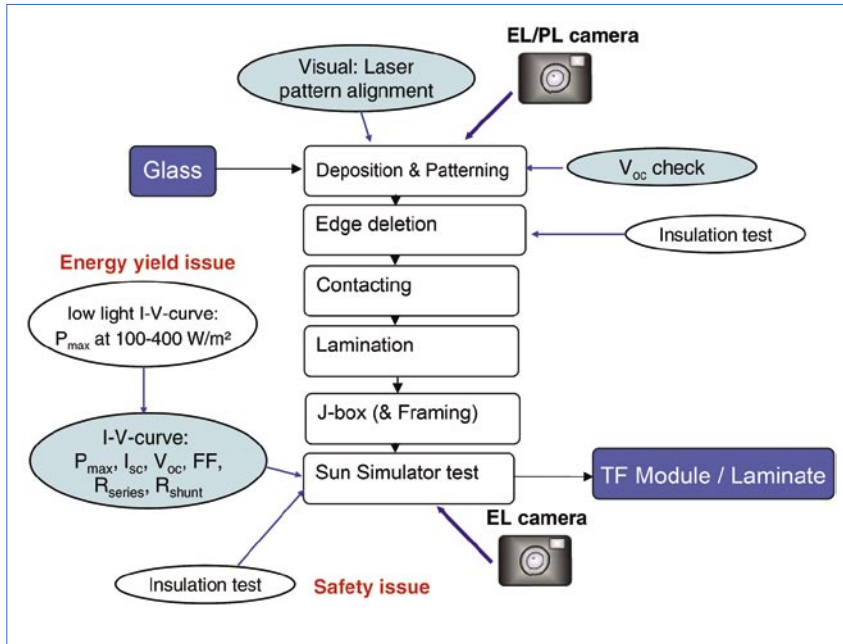 EL/PL camera
Visual: Laser
pattern alignment
Glass
Deposition & Patterning
Voc check
Edge deletion
Insulation test
Energy yield issue
Contacting
low light I-V-curve:
Pmax at 100-400 W/m²
Lamination
J-box (& Framing)
I-V-curve:
Pmax, Isc, Voc, FF,
Rseries, Rshunt
Sun Simulator test
TF Module / Laminate
EL camera
Insulation test
Safety issue